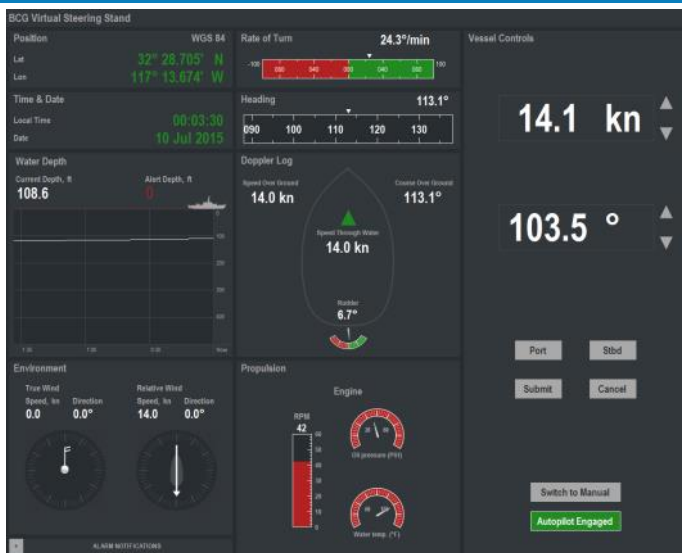 BCG Virtual Steering Stand
Position WGS 84
Lat 32° 28.705' N
Lon 117° 13.674' W
Time & Date
Local Time 00:03:30
Date 10 Jul 2015
Water Depth
Current Depth, ft Alert Depth, ft
108.6 0
Environment
True Wind
Speed, kn Direction
0.0 0.0°
Relative Wind
Speed, kn Direction
14.0 0.0°
ALARM NOTIFICATIONS
Rate of Turn 24.3°/min
-100 100
Heading 113.1°
090 100 110 120 130
Doppler Log
Speed Over Ground
14.0 kn
Course Over Ground
113.1°
Speed Through Water
14.0 kn
Rudder
6.7°
Propulsion
Engine
RPM
42
Oil pressure (PSI)
Water temp. (°F)
Vessel Controls
14.1 kn
103.5 °
Port Stbd
Submit Cancel
Switch to Manual
Autopilot Engaged